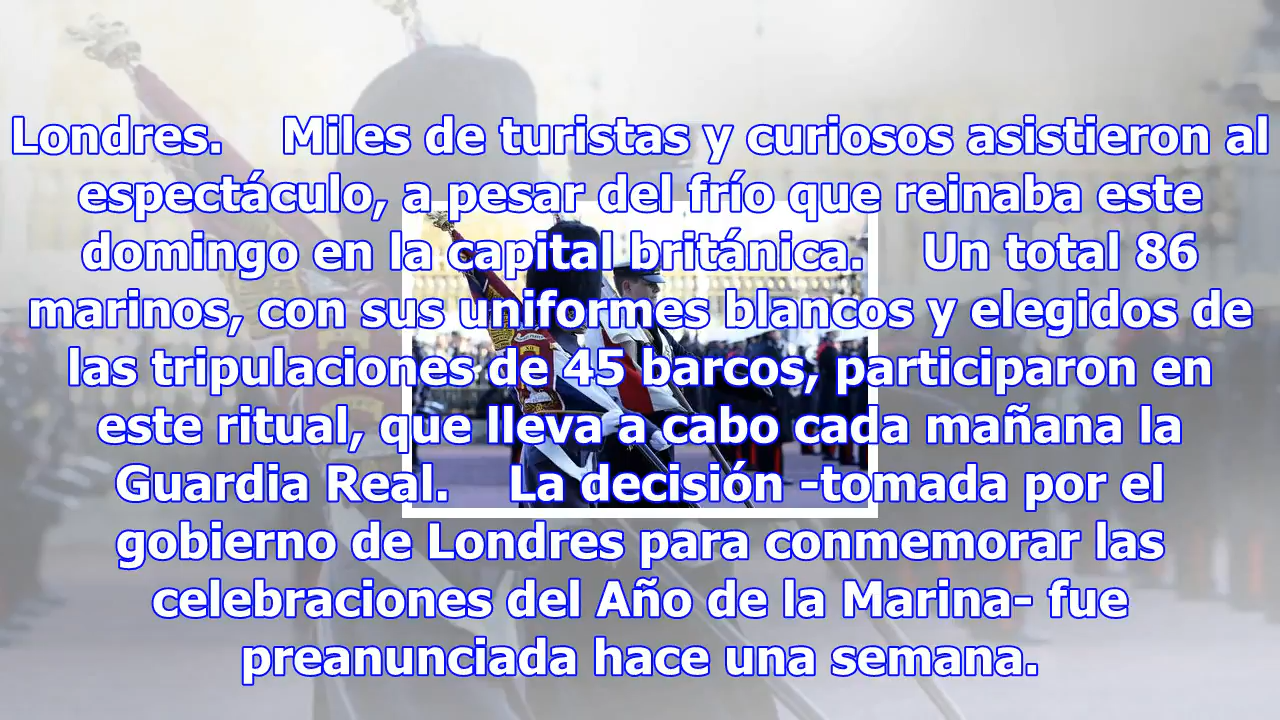 Londres. Miles de turistas y curiosos asistieron al
espectáculo, a pesar del frío que reinaba este
domingo en la capital británica. Un total 86
marinos, con sus uniformes blancos y elegidos de
las tripulaciones de 45 barcos, participaron en
este ritual, que lleva a cabo cada mañana la
Guardia Real. La decisión -tomada por el
gobierno de Londres para conmemorar las
celebraciones del Año de la Marina- fue
preanunciada hace una semana.